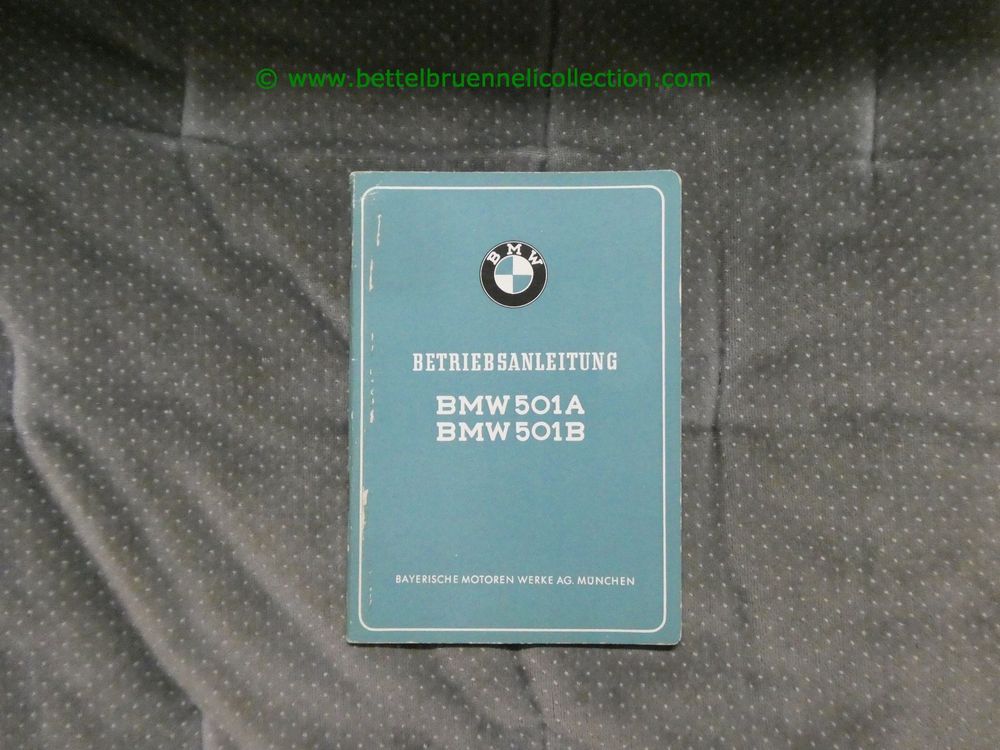 © www.bettelbruennelicollection.com
BMW
BETRIEBSANLEITUNG
BMW 501A
BMW 501B
BAYERISCHE MOTOREN WERKE AG. MÜNCHEN